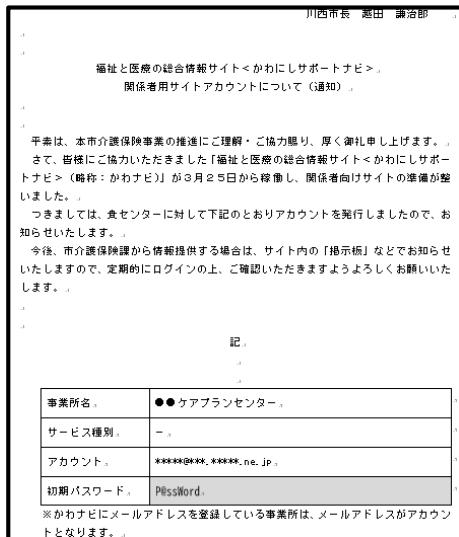 川西市長　越田　謙治郎
福祉と医療の総合情報サイト＜かわにしサポートナビ＞
関係者用サイトアカウントについて（通知）
平素は、本市介護保険事業の推進にご理解・ご協力賜り、厚く御礼申し上げます。
さて、皆様にご協力いただきました「福祉と医療の総合情報サイト＜かわにしサポー
トナビ＞（略称：かわナビ）」が３月２５日から稼働し、関係者向けサイトの準備が整
いました。
つきましては、貴センターに対して下記のとおりアカウントを発行しましたので、お
知らせいたします。
今後、市介護保険課から情報提供する場合は、サイト内の「掲示板」などでお知らせ
いたしますので、定期的にログインの上、ご確認いただきますようよろしくお願いいた
します。
記
事業所名　●●ケアプランセンター
サービス種別　－
アカウント　*****@***.*****.ne.jp
初期パスワード　P@ssW0rd
※かわナビにメールアドレスを登録している事業所は、メールアドレスがアカウン
トとなります。